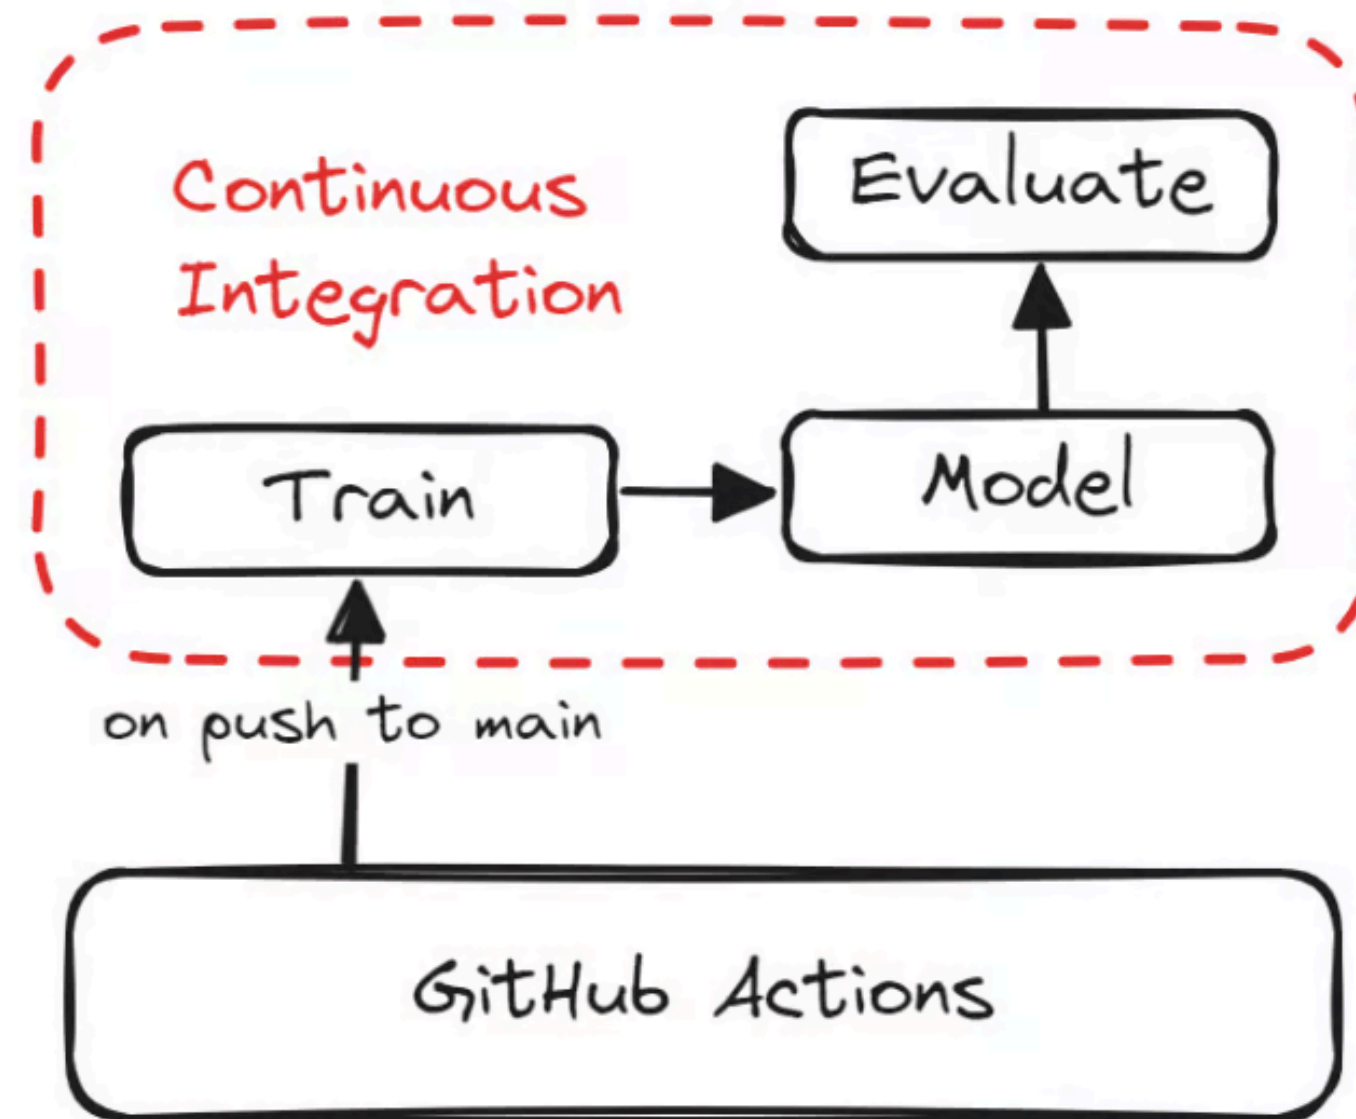 Continuous
Integration
Evaluate
Train
Model
on push to main
GitHub Actions